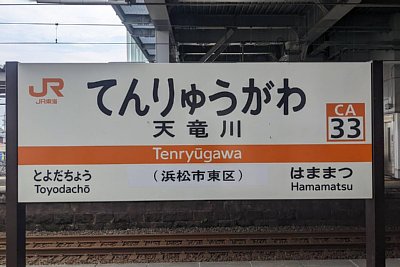 JR
JR東海
てんりゅうがわ
天竜川
CA
33
Tenryūgawa
とよだちょう
Toyodachō
(浜松市東区)
はままつ
Hamamatsu